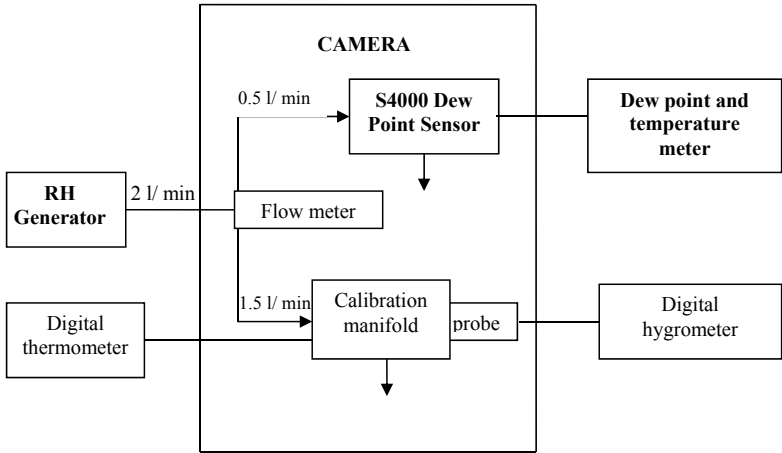 CAMERA
0.5 l/ min
S4000 Dew
Point Sensor
Dew point and
temperature
meter
RH
Generator
2 l/ min
Flow meter
1.5 l/ min
Calibration
manifold
probe
Digital
thermometer
Digital
hygrometer